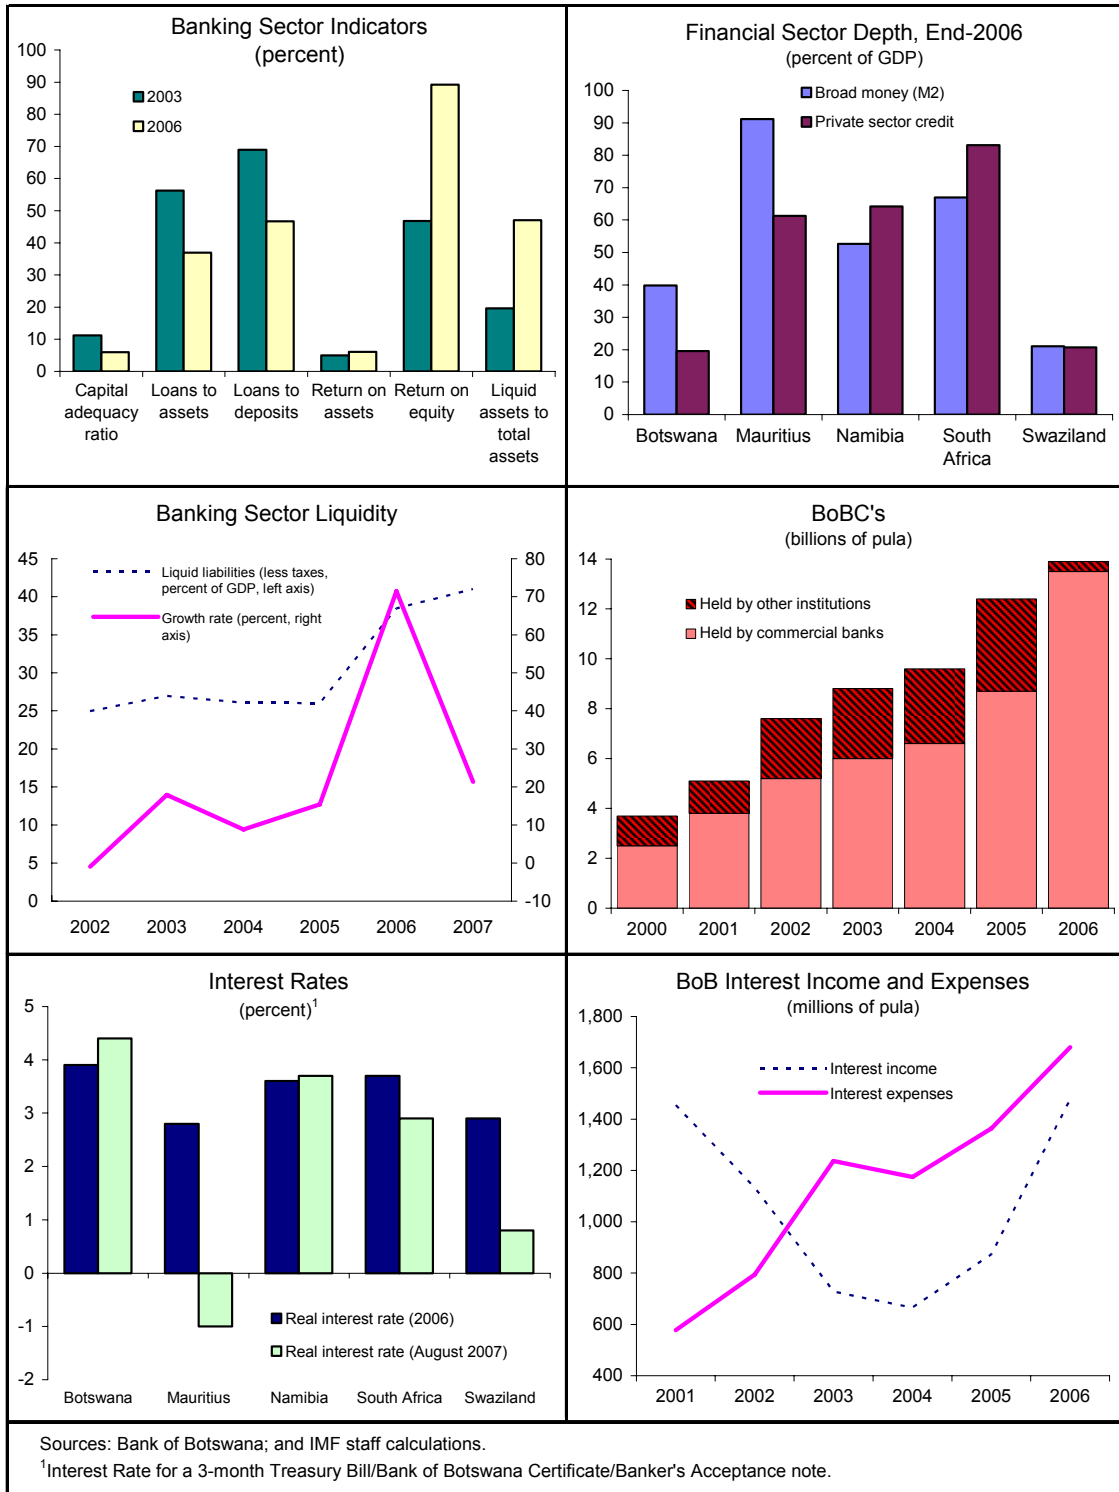 Banking Sector Indicators
(percent)
100
90
80
70
60
50
40
30
20
10
0
2003
2006
Capital
adequacy
ratio
Loans to
assets
Loans to
deposits
Return on
assets
Return on
equity
Liquid
assets to
total
assets
Financial Sector Depth, End-2006
(percent of GDP)
100
90
80
70
60
50
40
30
20
10
0
Broad money (M2)
Private sector credit
Botswana
Mauritius
Namibia
South
Africa
Swaziland
Banking Sector Liquidity
45
40
35
30
25
20
15
10
5
0
Liquid liabilities (less taxes,
percent of GDP, left axis)
Growth rate (percent, right
axis)
80
70
60
50
40
30
20
10
0
-10
2002
2003
2004
2005
2006
2007
BoBC's
(billions of pula)
14
12
10
8
6
4
2
0
Held by other institutions
Held by commercial banks
2000
2001
2002
2003
2004
2005
2006
Interest Rates
(percent)¹
5
4
3
2
1
0
-1
-2
Real interest rate (2006)
Real interest rate (August 2007)
Botswana
Mauritius
Namibia
South Africa
Swaziland
BoB Interest Income and Expenses
(millions of pula)
1,800
1,600
1,400
1,200
1,000
800
600
400
Interest income
Interest expenses
2001
2002
2003
2004
2005
2006
Sources: Bank of Botswana; and IMF staff calculations.
¹Interest Rate for a 3-month Treasury Bill/Bank of Botswana Certificate/Banker's Acceptance note.